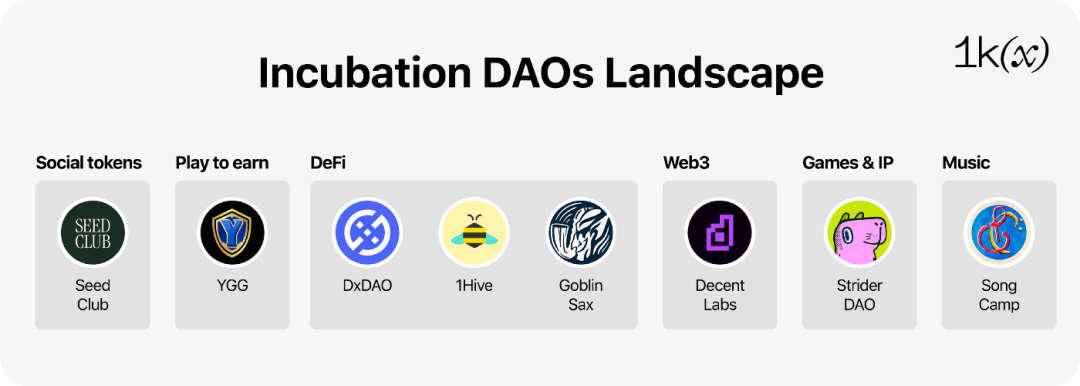 1k(x)
Incubation DAOs Landscape
Social tokens
Play to earn
DeFi
Web3
Games & IP
Music
SEED
CLUB
Y
Seed
Club
YGG
DxDAO
1Hive
Goblin
Sax
Decent
Labs
Strider
DAO
Song
Camp